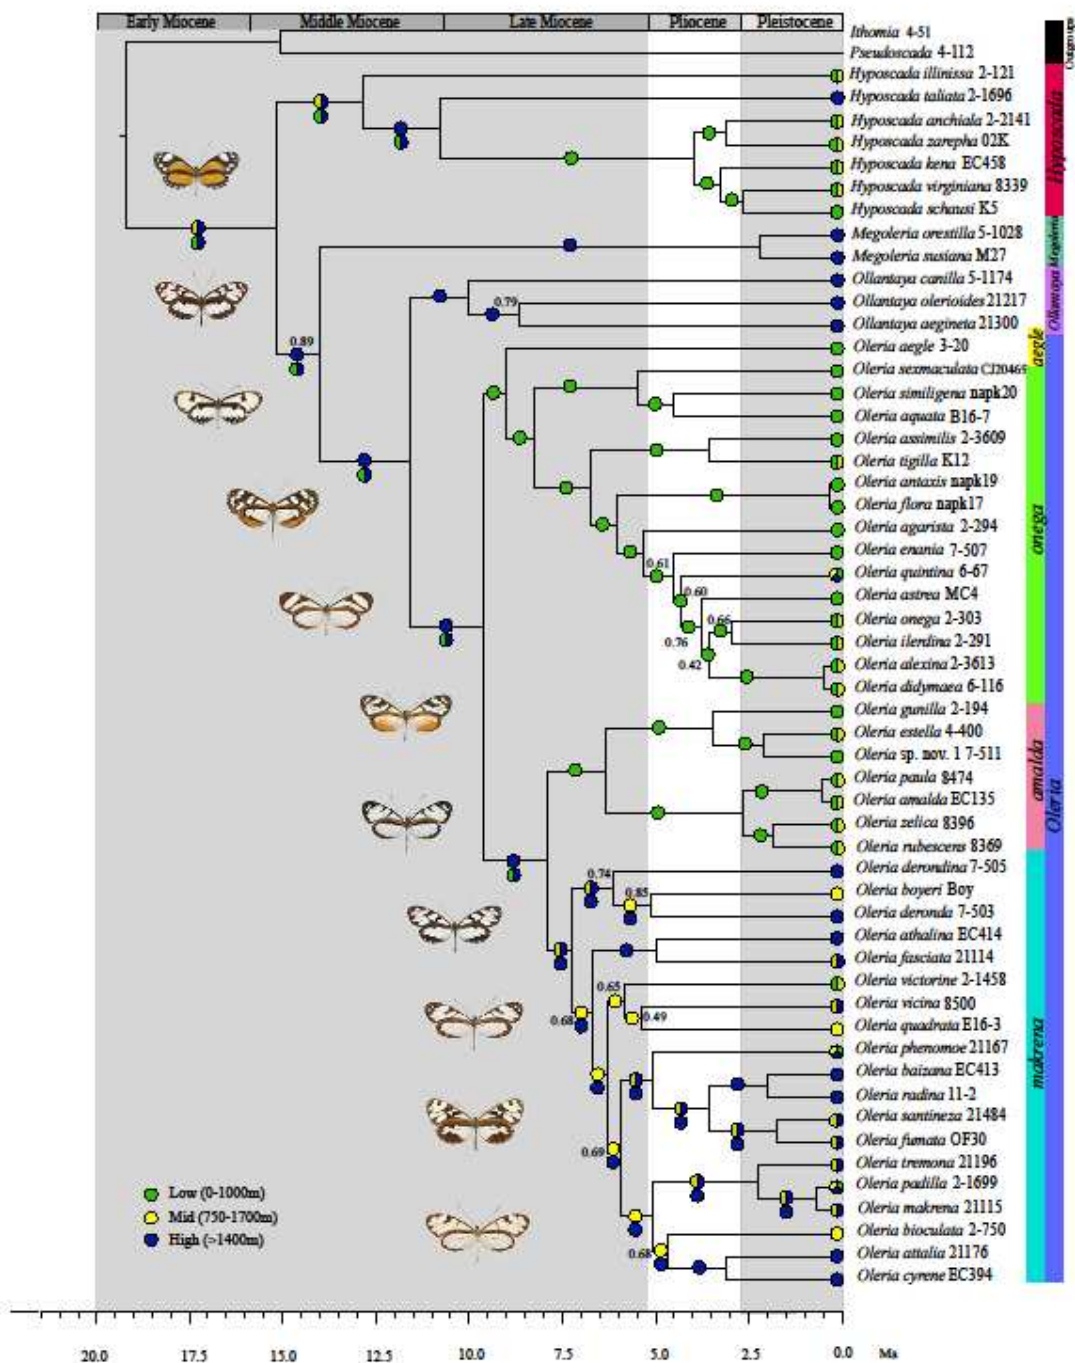 Early Miocene Middle Miocene Late Miocene Pliocene Pleistocene
Ithomia 4-51
Pseudoscada 4-112
Outgroups
Hyposcada illinissa 2-121
Hyposcada taliata 2-1696
Hyposcada anchiala 2-2141
Hyposcada zarepha 02K
Hyposcada kena EC458
Hyposcada virginiana 8339
Hyposcada schausi K5
Hyposcada
Megoleria orestilla 5-1028
Megoleria susiana M27
Megoleria
Ollantaya canilla 5-1174
0.79
Ollantaya olerioides 21217
Ollantaya aegineta 21300
Ollantaya
0.89
Oleria aegle 3-20
aegle
Oleria sexmaculata CJ20465
Oleria similigena napk20
Oleria aquata B16-7
Oleria assimilis 2-3609
Oleria tigilla K12
Oleria antaxis napk19
Oleria flora napk17
Oleria agarista 2-294
onega
Oleria enania 7-507
0.61
Oleria quintina 6-67
0.60
Oleria astrea MC4
0.66
Oleria onega 2-303
0.76
Oleria ilerdina 2-291
0.42
Oleria alexina 2-3613
Oleria didymaea 6-116
Oleria gunilla 2-194
Oleria estella 4-400
Oleria sp. nov. 1 7-511
amalda
Oleria
Oleria paula 8474
Oleria amalda EC135
Oleria zelica 8396
Oleria rubescens 8369
0.74
Oleria derondina 7-505
0.85
Oleria boyeri Boy
Oleria deronda 7-503
Oleria athalina EC414
Oleria fasciata 21114
0.65
Oleria victorine 2-1458
Oleria vicina 8500
0.68
0.49
Oleria quadrata E16-3
makrena
Oleria phenomoe 21167
Oleria baizana EC413
Oleria radina 11-2
Oleria santineza 21484
Oleria fumata OF30
0.69
Oleria tremona 21196
Oleria padilla 2-1699
Oleria makrena 21115
Oleria bioculata 2-750
0.68
Oleria attalia 21176
Oleria cyrene EC394
Low (0-1000m)
Mid (750-1700m)
High (>1400m)
20.0 17.5 15.0 12.5 10.0 7.5 5.0 2.5 0.0 Ma